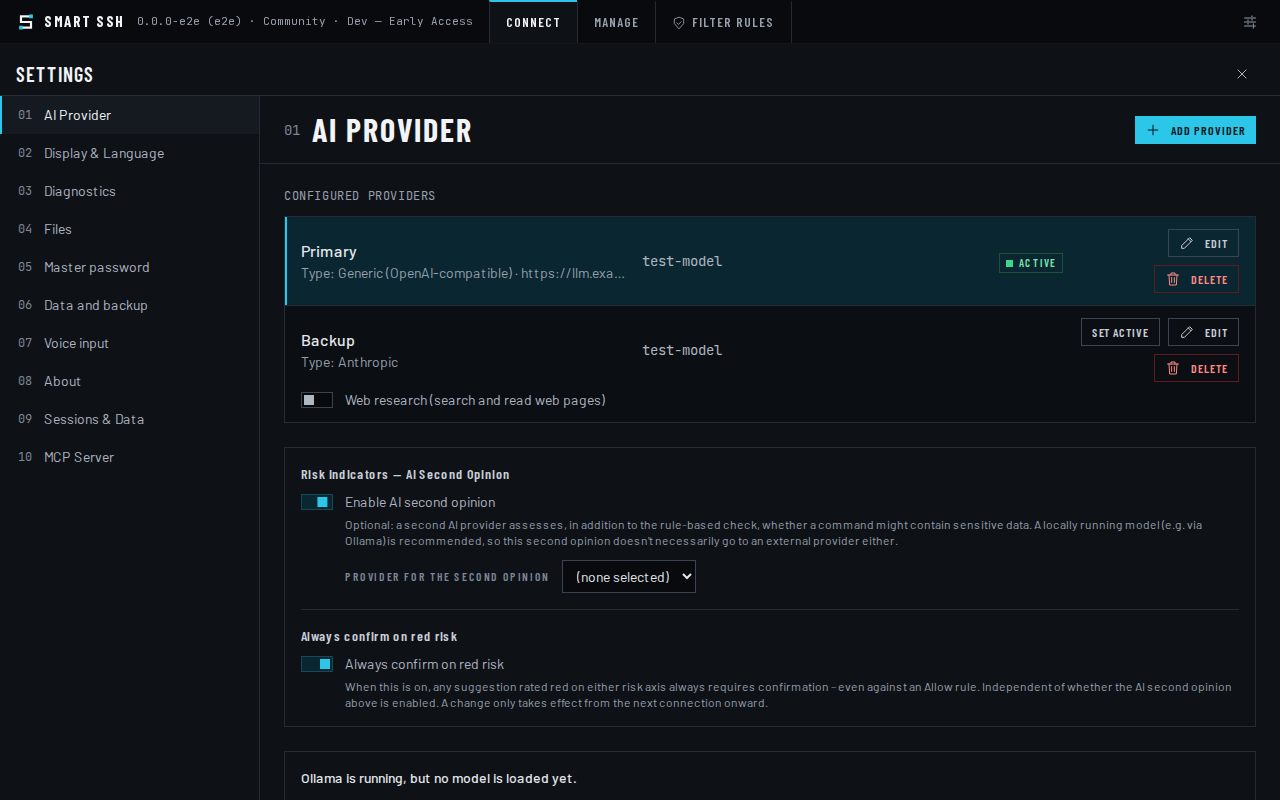 SMART SSH 0.0.0-e2e (e2e) · Community · Dev — Early Access CONNECT MANAGE FILTER RULES
SETTINGS
01 AI Provider
02 Display & Language
03 Diagnostics
04 Files
05 Master password
06 Data and backup
07 Voice input
08 About
09 Sessions & Data
10 MCP Server
01 AI PROVIDER
ADD PROVIDER
CONFIGURED PROVIDERS
Primary
Type: Generic (OpenAI-compatible) · https://llm.exa...
test-model
ACTIVE
EDIT
DELETE
Backup
Type: Anthropic
test-model
SET ACTIVE
EDIT
DELETE
Web research (search and read web pages)
Risk Indicators — AI Second Opinion
Enable AI second opinion
Optional: a second AI provider assesses, in addition to the rule-based check, whether a command might contain sensitive data. A locally running model (e.g. via
Ollama) is recommended, so this second opinion doesn't necessarily go to an external provider either.
PROVIDER FOR THE SECOND OPINION (none selected)
Always confirm on red risk
Always confirm on red risk
When this is on, any suggestion rated red on either risk axis always requires confirmation – even against an Allow rule. Independent of whether the AI second opinion
above is enabled. A change only takes effect from the next connection onward.
Ollama is running, but no model is loaded yet.